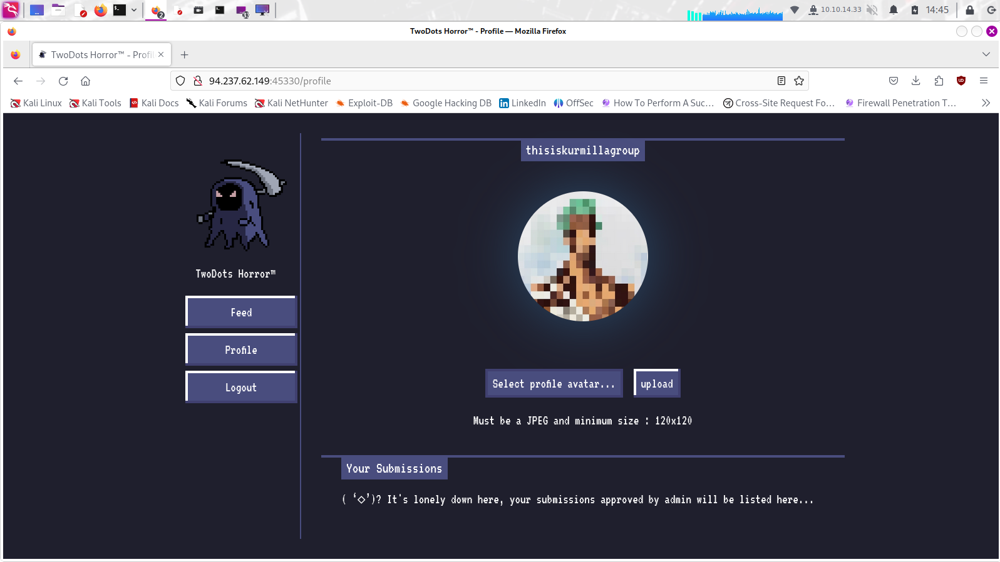 2
33
10.10.14.33
14:45
TwoDots Horror™ - Profile — Mozilla Firefox
TwoDots Horror™ - Profil
94.237.62.149:45330/profile
Kali Linux
Kali Tools
Kali Docs
Kali Forums
Kali NetHunter
Exploit-DB
Google Hacking DB
LinkedIn
OffSec
How To Perform A Suc…
Cross-Site Request Fo…
Firewall Penetration T…
TwoDots Horror™
Feed
Profile
Logout
thisiskurmillagroup
Select profile avatar...
upload
Must be a JPEG and minimum size : 120x120
Your Submissions
( ‘◇’)? It's lonely down here, your submissions approved by admin will be listed here...